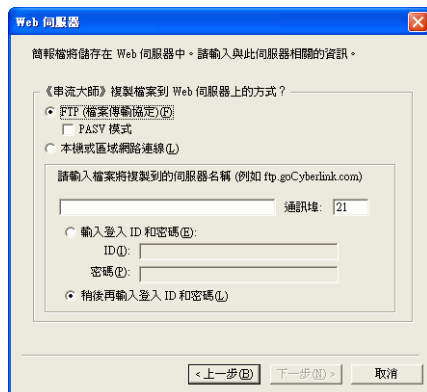 Web 伺服器
簡報檔將儲存在 Web 伺服器中。請輸入與此伺服器相關的資訊。
《串流大師》複製檔案到 Web 伺服器上的方式？
FTP (檔案傳輸協定)(F)
PASV 模式
本機或區域網路連線(L)
請輸入檔案將複製到的伺服器名稱 (例如 ftp.goCyberlink.com)
通訊埠: 21
輸入登入 ID 和密碼(E):
ID(I):
密碼(P):
稍後再輸入登入 ID 和密碼(L)
<上一步(B) 下一步(N)> 取消